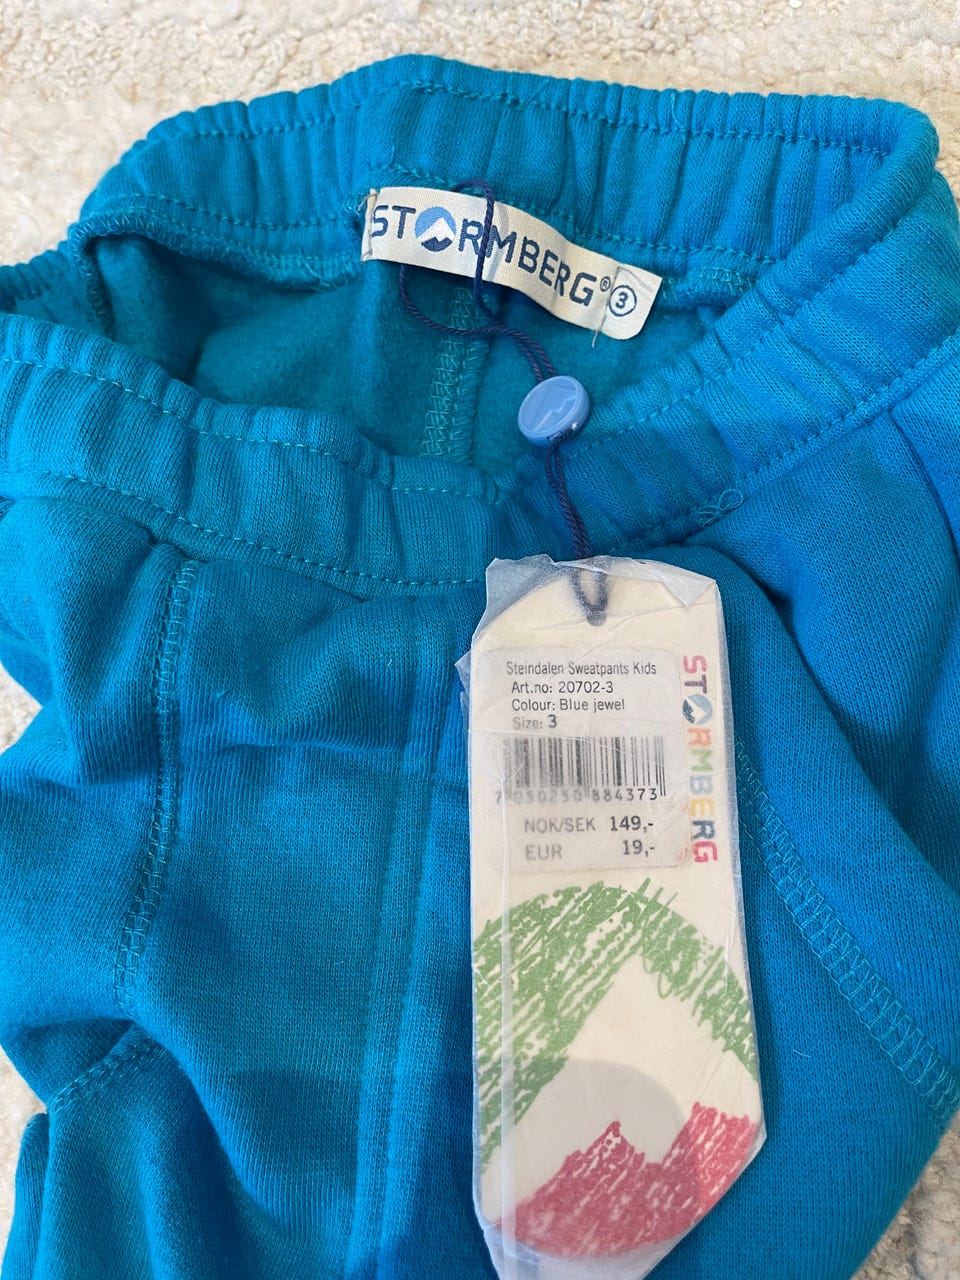 STORMBERG® 3
Steindalen Sweatpants Kids
Art.no: 20702-3
Colour: Blue jewel
Size: 3
7 050250 884373
NOK/SEK 149,-
EUR 19,-
STORMBERG